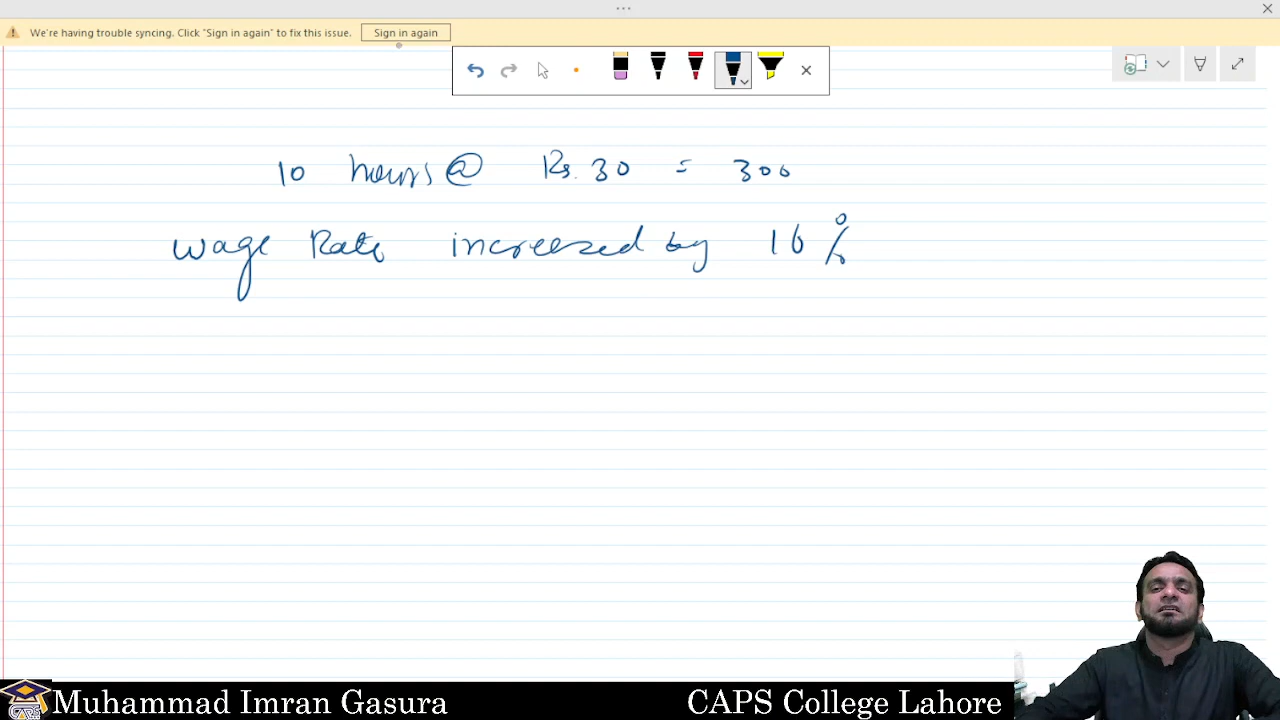 ...
We're having trouble syncing. Click "Sign in again" to fix this issue. Sign in again
10 hours @ Rs. 30 = 300
wage Rate increased by 10 %
Muhammad Imran Gasura CAPS College Lahore